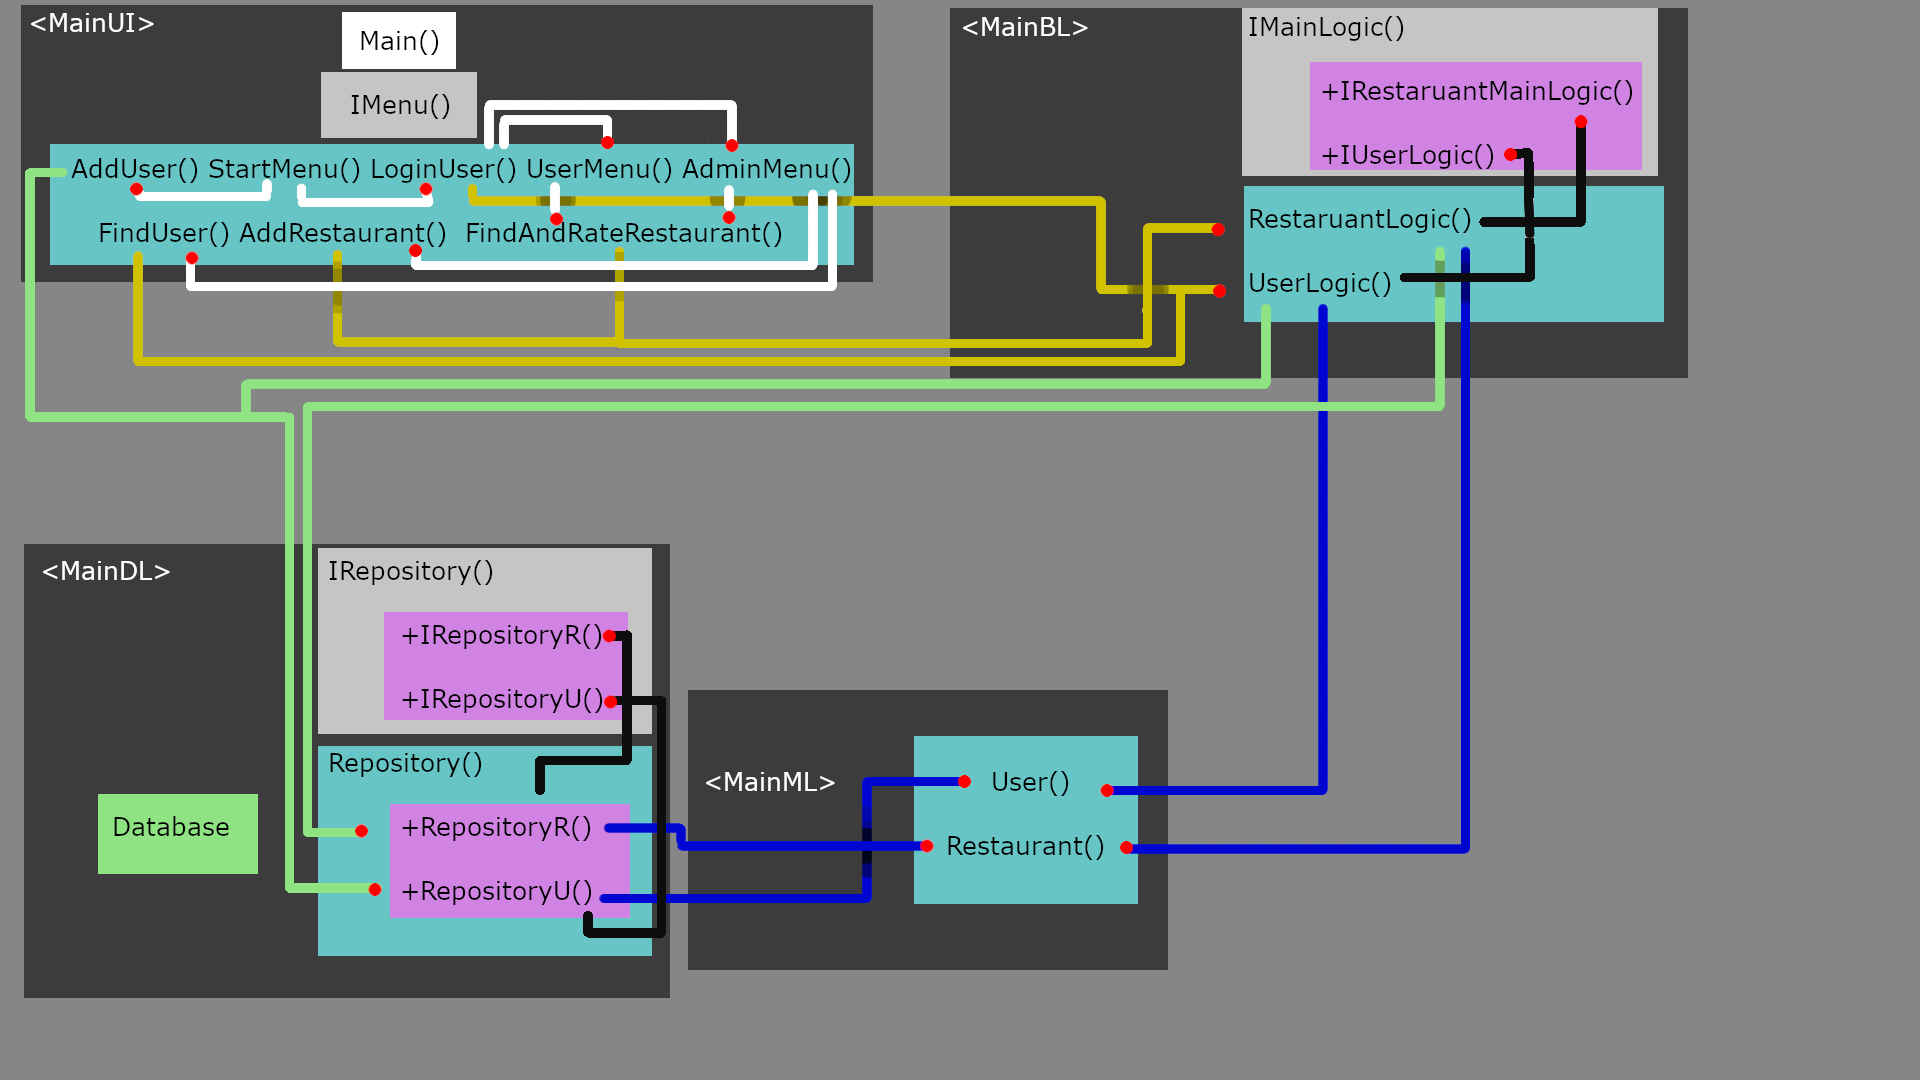 <MainUI>
Main()
IMenu()
AddUser() StartMenu() LoginUser() UserMenu() AdminMenu()
FindUser() AddRestaurant() FindAndRateRestaurant()
<MainBL>
IMainLogic()
+IRestaruantMainLogic()
+IUserLogic()
RestaruantLogic()
UserLogic()
<MainDL>
IRepository()
+IRepositoryR()
+IRepositoryU()
Repository()
+RepositoryR()
+RepositoryU()
Database
<MainML>
User()
Restaurant()